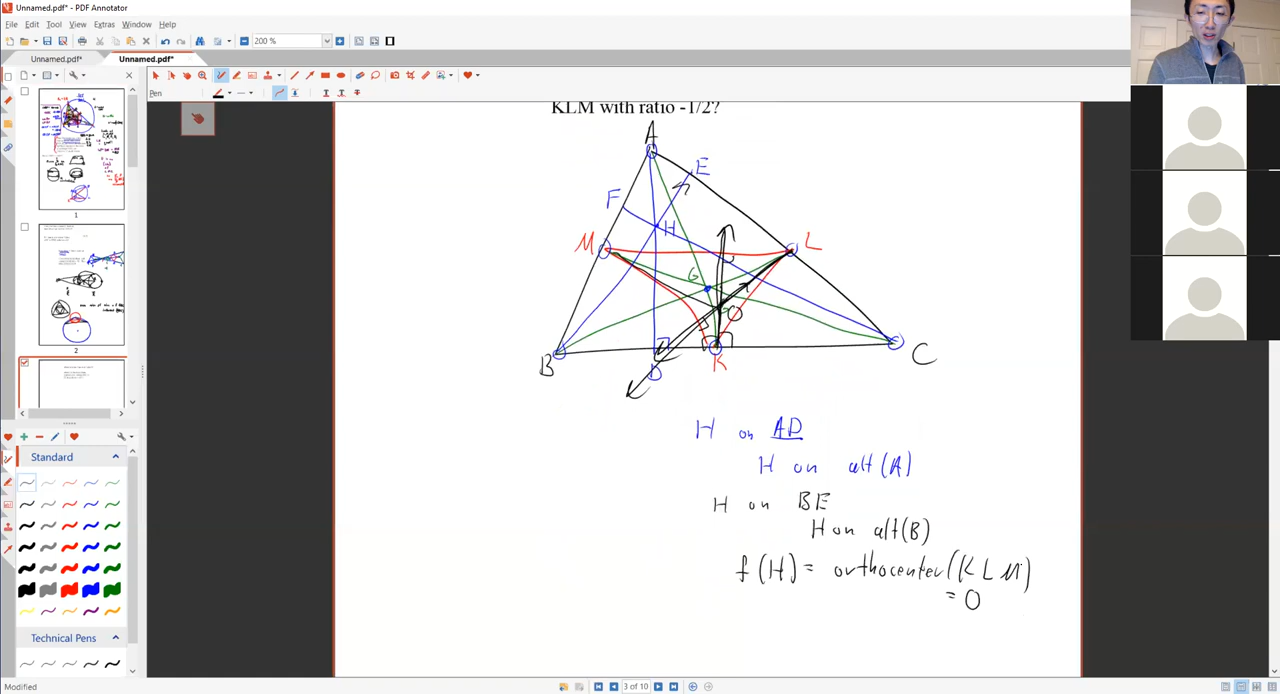 Unnamed.pdf* - PDF Annotator
File Edit Tool View Extras Window Help
200 %
Unnamed.pdf* Unnamed.pdf*
Pen
KLM with ratio -1/2?
A
E
F
H
M
L
G
O
B
D
K
C
H on AD
H on alt(A)
H on BE
H on alt(B)
f(H) = orthocenter(KLM)
= O
1
2
Standard
Technical Pens
Modified
3 of 10